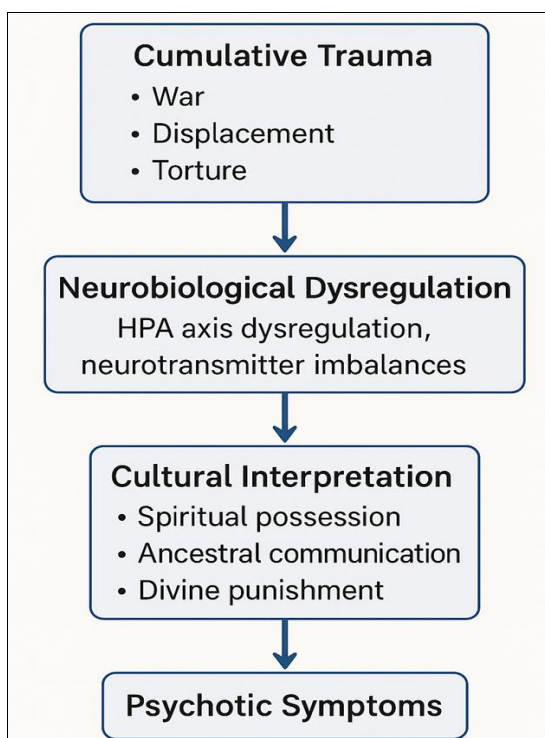 Cumulative Trauma
• War
• Displacement
• Torture
Neurobiological Dysregulation
HPA axis dysregulation,
neurotransmitter imbalances
Cultural Interpretation
• Spiritual possession
• Ancestral communication
• Divine punishment
Psychotic Symptoms